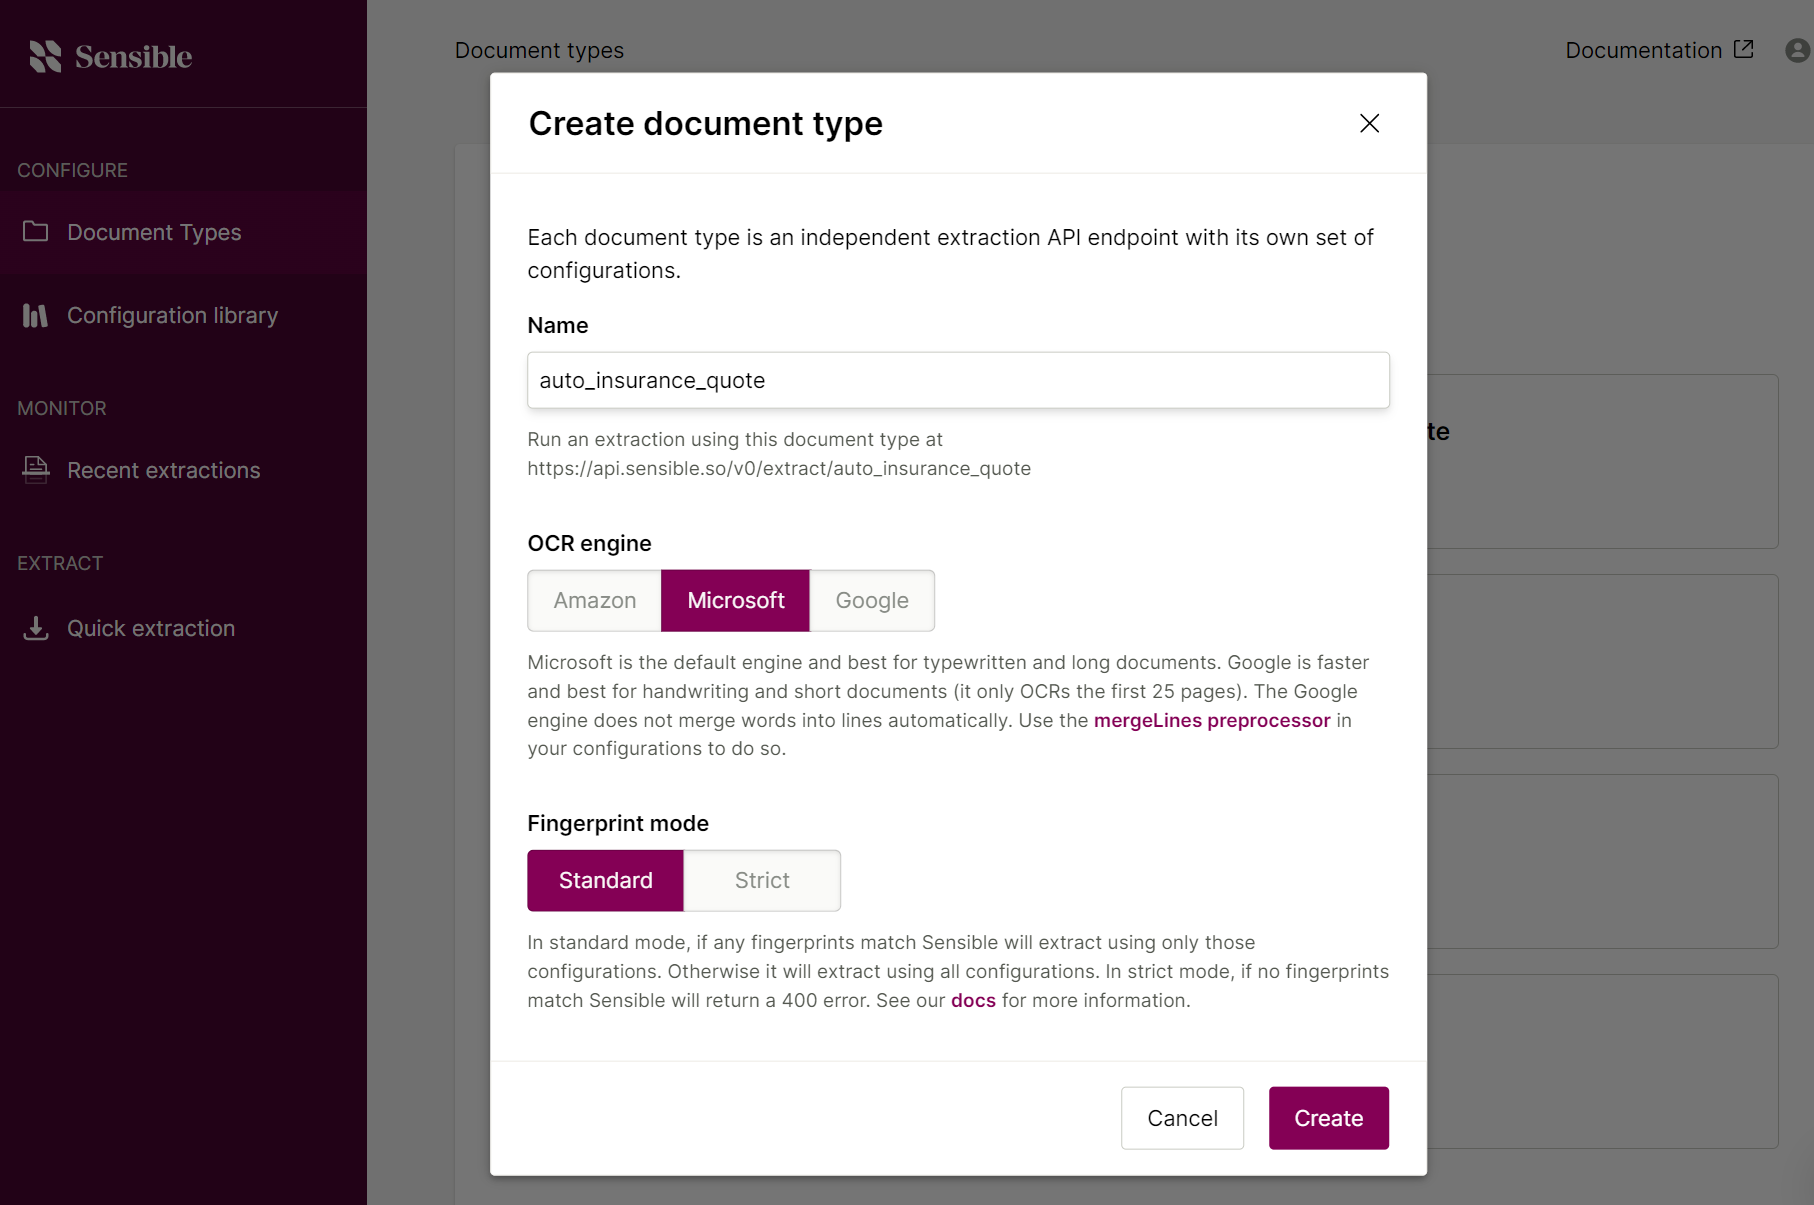 Sensible
CONFIGURE
Document Types
Configuration library
MONITOR
Recent extractions
EXTRACT
Quick extraction
Document types
Documentation
Create document type
Each document type is an independent extraction API endpoint with its own set of
configurations.
Name
auto_insurance_quote
Run an extraction using this document type at
https://api.sensible.so/v0/extract/auto_insurance_quote
OCR engine
Amazon
Microsoft
Google
Microsoft is the default engine and best for typewritten and long documents. Google is faster
and best for handwriting and short documents (it only OCRs the first 25 pages). The Google
engine does not merge words into lines automatically. Use the mergeLines preprocessor in
your configurations to do so.
Fingerprint mode
Standard
Strict
In standard mode, if any fingerprints match Sensible will extract using only those
configurations. Otherwise it will extract using all configurations. In strict mode, if no fingerprints
match Sensible will return a 400 error. See our docs for more information.
Cancel
Create
te